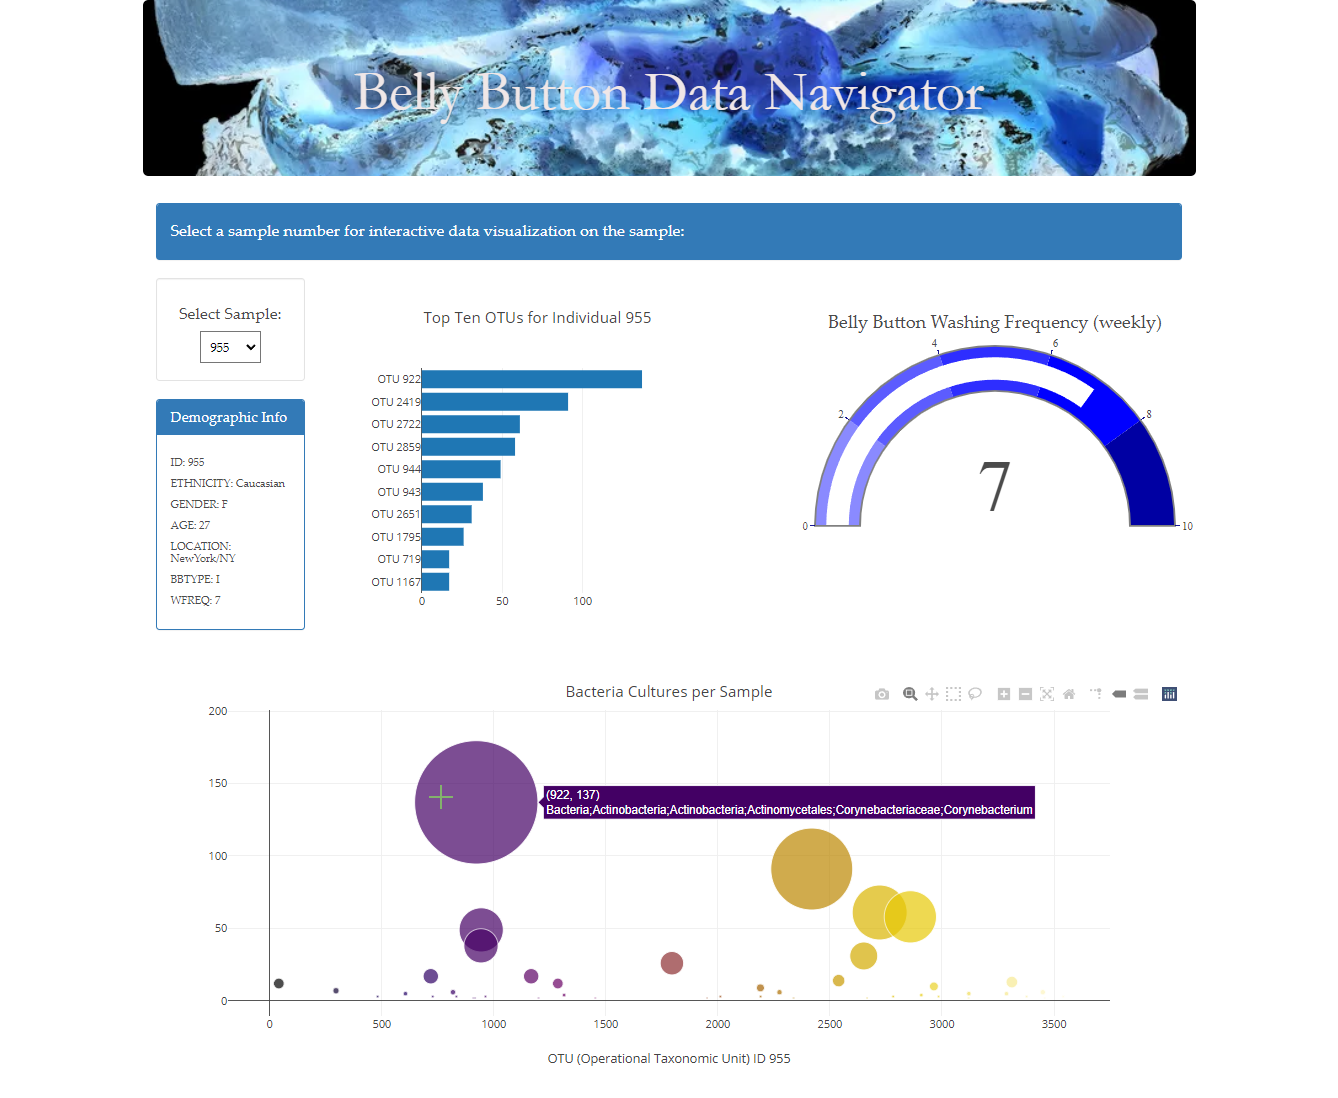 Belly Button Data Navigator
Select a sample number for interactive data visualization on the sample:
Select Sample:
955
Demographic Info
ID: 955
ETHNICITY: Caucasian
GENDER: F
AGE: 27
LOCATION:
NewYork/NY
BBTYPE: I
WFREQ: 7
Top Ten OTUs for Individual 955
OTU 922
OTU 2419
OTU 2722
OTU 2859
OTU 944
OTU 943
OTU 2651
OTU 1795
OTU 719
OTU 1167
0 50 100
Belly Button Washing Frequency (weekly)
0 2 4 6 8 10
7
Bacteria Cultures per Sample
200
150
100
50
0
(922, 137)
Bacteria;Actinobacteria;Actinobacteria;Actinomycetales;Corynebacteriaceae;Corynebacterium
0 500 1000 1500 2000 2500 3000 3500
OTU (Operational Taxonomic Unit) ID 955